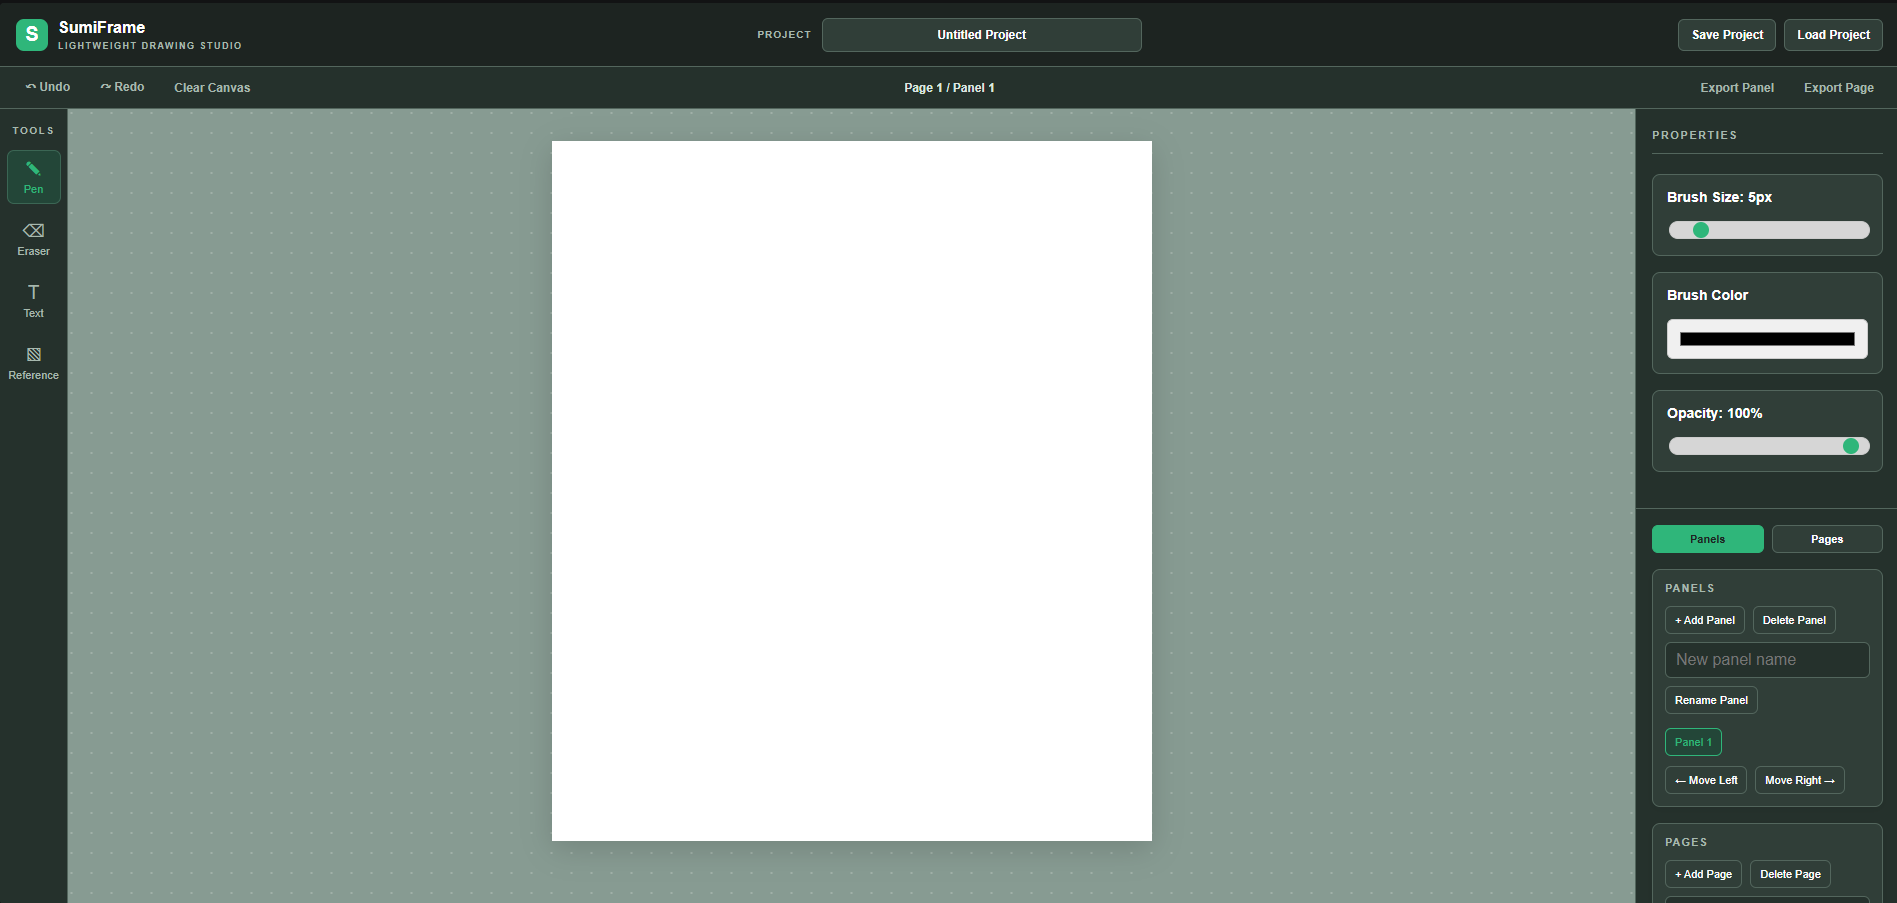 S
SumiFrame
LIGHTWEIGHT DRAWING STUDIO
PROJECT
Untitled Project
Save Project
Load Project
↶ Undo
↷ Redo
Clear Canvas
Page 1 / Panel 1
Export Panel
Export Page
TOOLS
Pen
Eraser
T
Text
Reference
PROPERTIES
Brush Size: 5px
Brush Color
Opacity: 100%
Panels
Pages
PANELS
+ Add Panel
Delete Panel
New panel name
Rename Panel
Panel 1
← Move Left
Move Right →
PAGES
+ Add Page
Delete Page